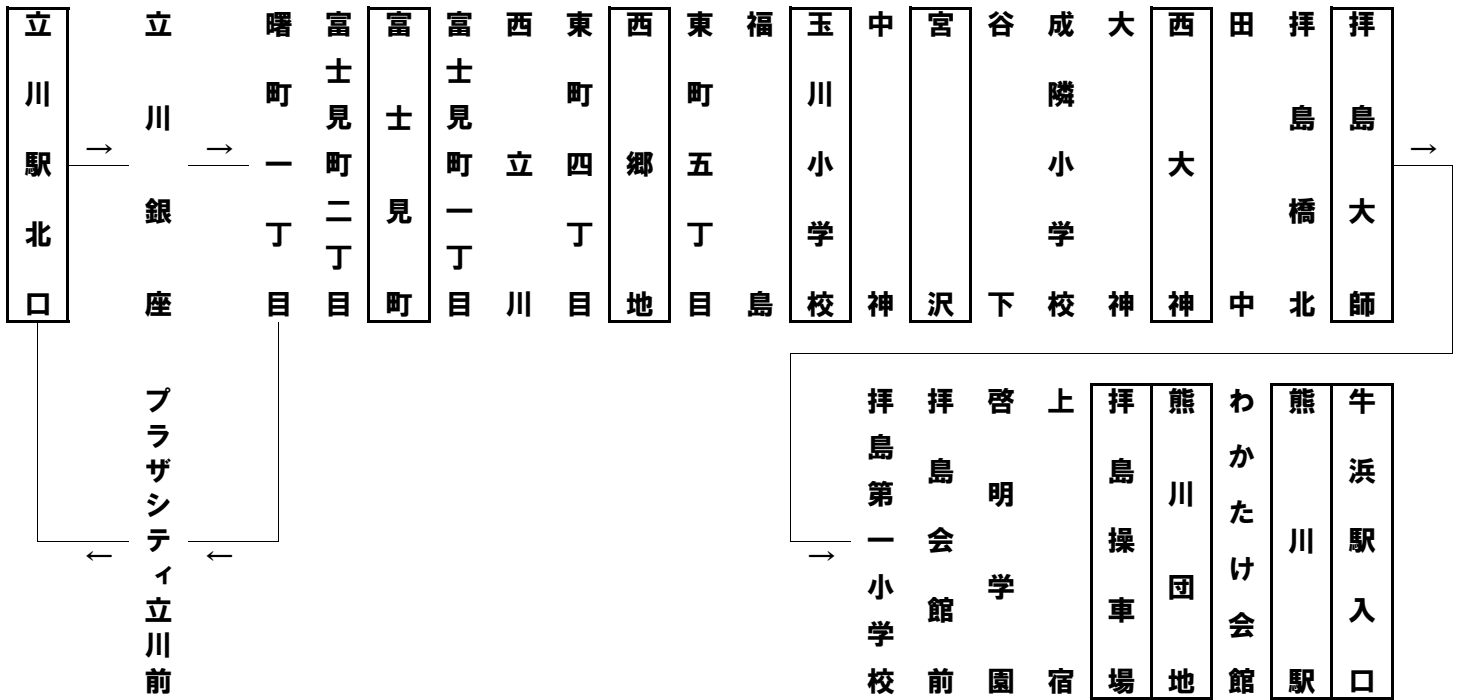 立川駅北口
→
立川銀座
→
曙町一丁目
富士見町二丁目
富士見町
富士見町一丁目
西立川
東町四丁目
西郷地
東町五丁目
福島
玉川小学校
中神
宮沢
谷下
成隣小学校
大神
西大神
田中
拝島橋北
拝島大師
→
←
プラザシティ立川前
←
→
拝島第一小学校
拝島会館前
啓明学園
上宿
拝島操車場
熊川団地
わかたけ会館
熊川駅
牛浜駅入口